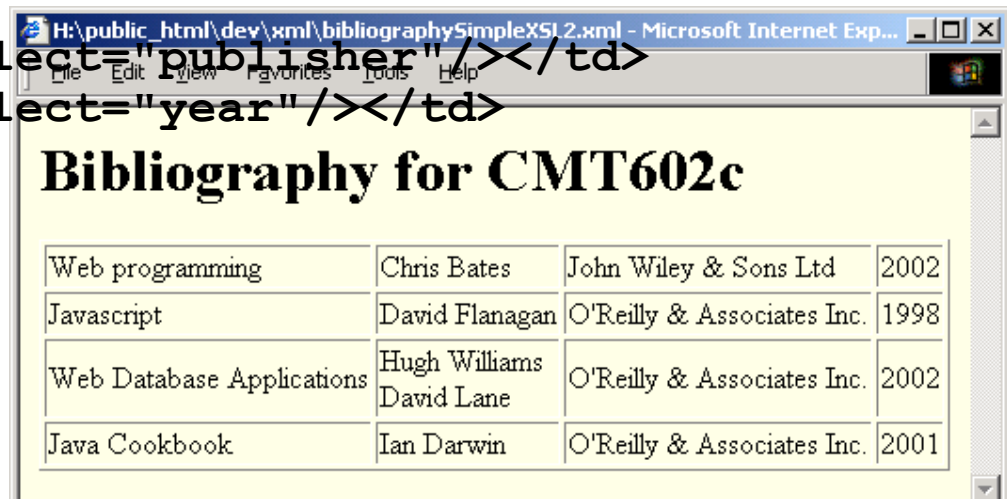 H:\public_html\dev\xml\bibliographySimpleXSL2.xml - Microsoft Internet Exp...
lect="publisher"/></td>
File Edit View Favorites Tools Help
lect="year"/></td>
Bibliography for CMT602c
Web programming Chris Bates John Wiley & Sons Ltd 2002
Javascript David Flanagan O'Reilly & Associates Inc. 1998
Web Database Applications Hugh Williams David Lane O'Reilly & Associates Inc. 2002
Java Cookbook Ian Darwin O'Reilly & Associates Inc. 2001